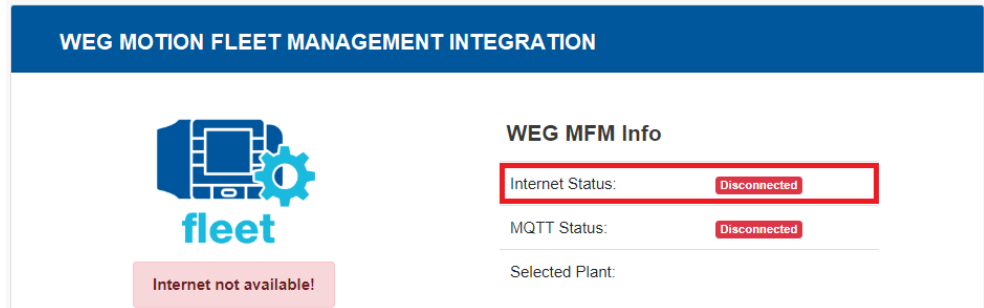 WEG MOTION FLEET MANAGEMENT INTEGRATION
fleet
Internet not available!
WEG MFM Info
Internet Status: Disconnected
MQTT Status: Disconnected
Selected Plant: